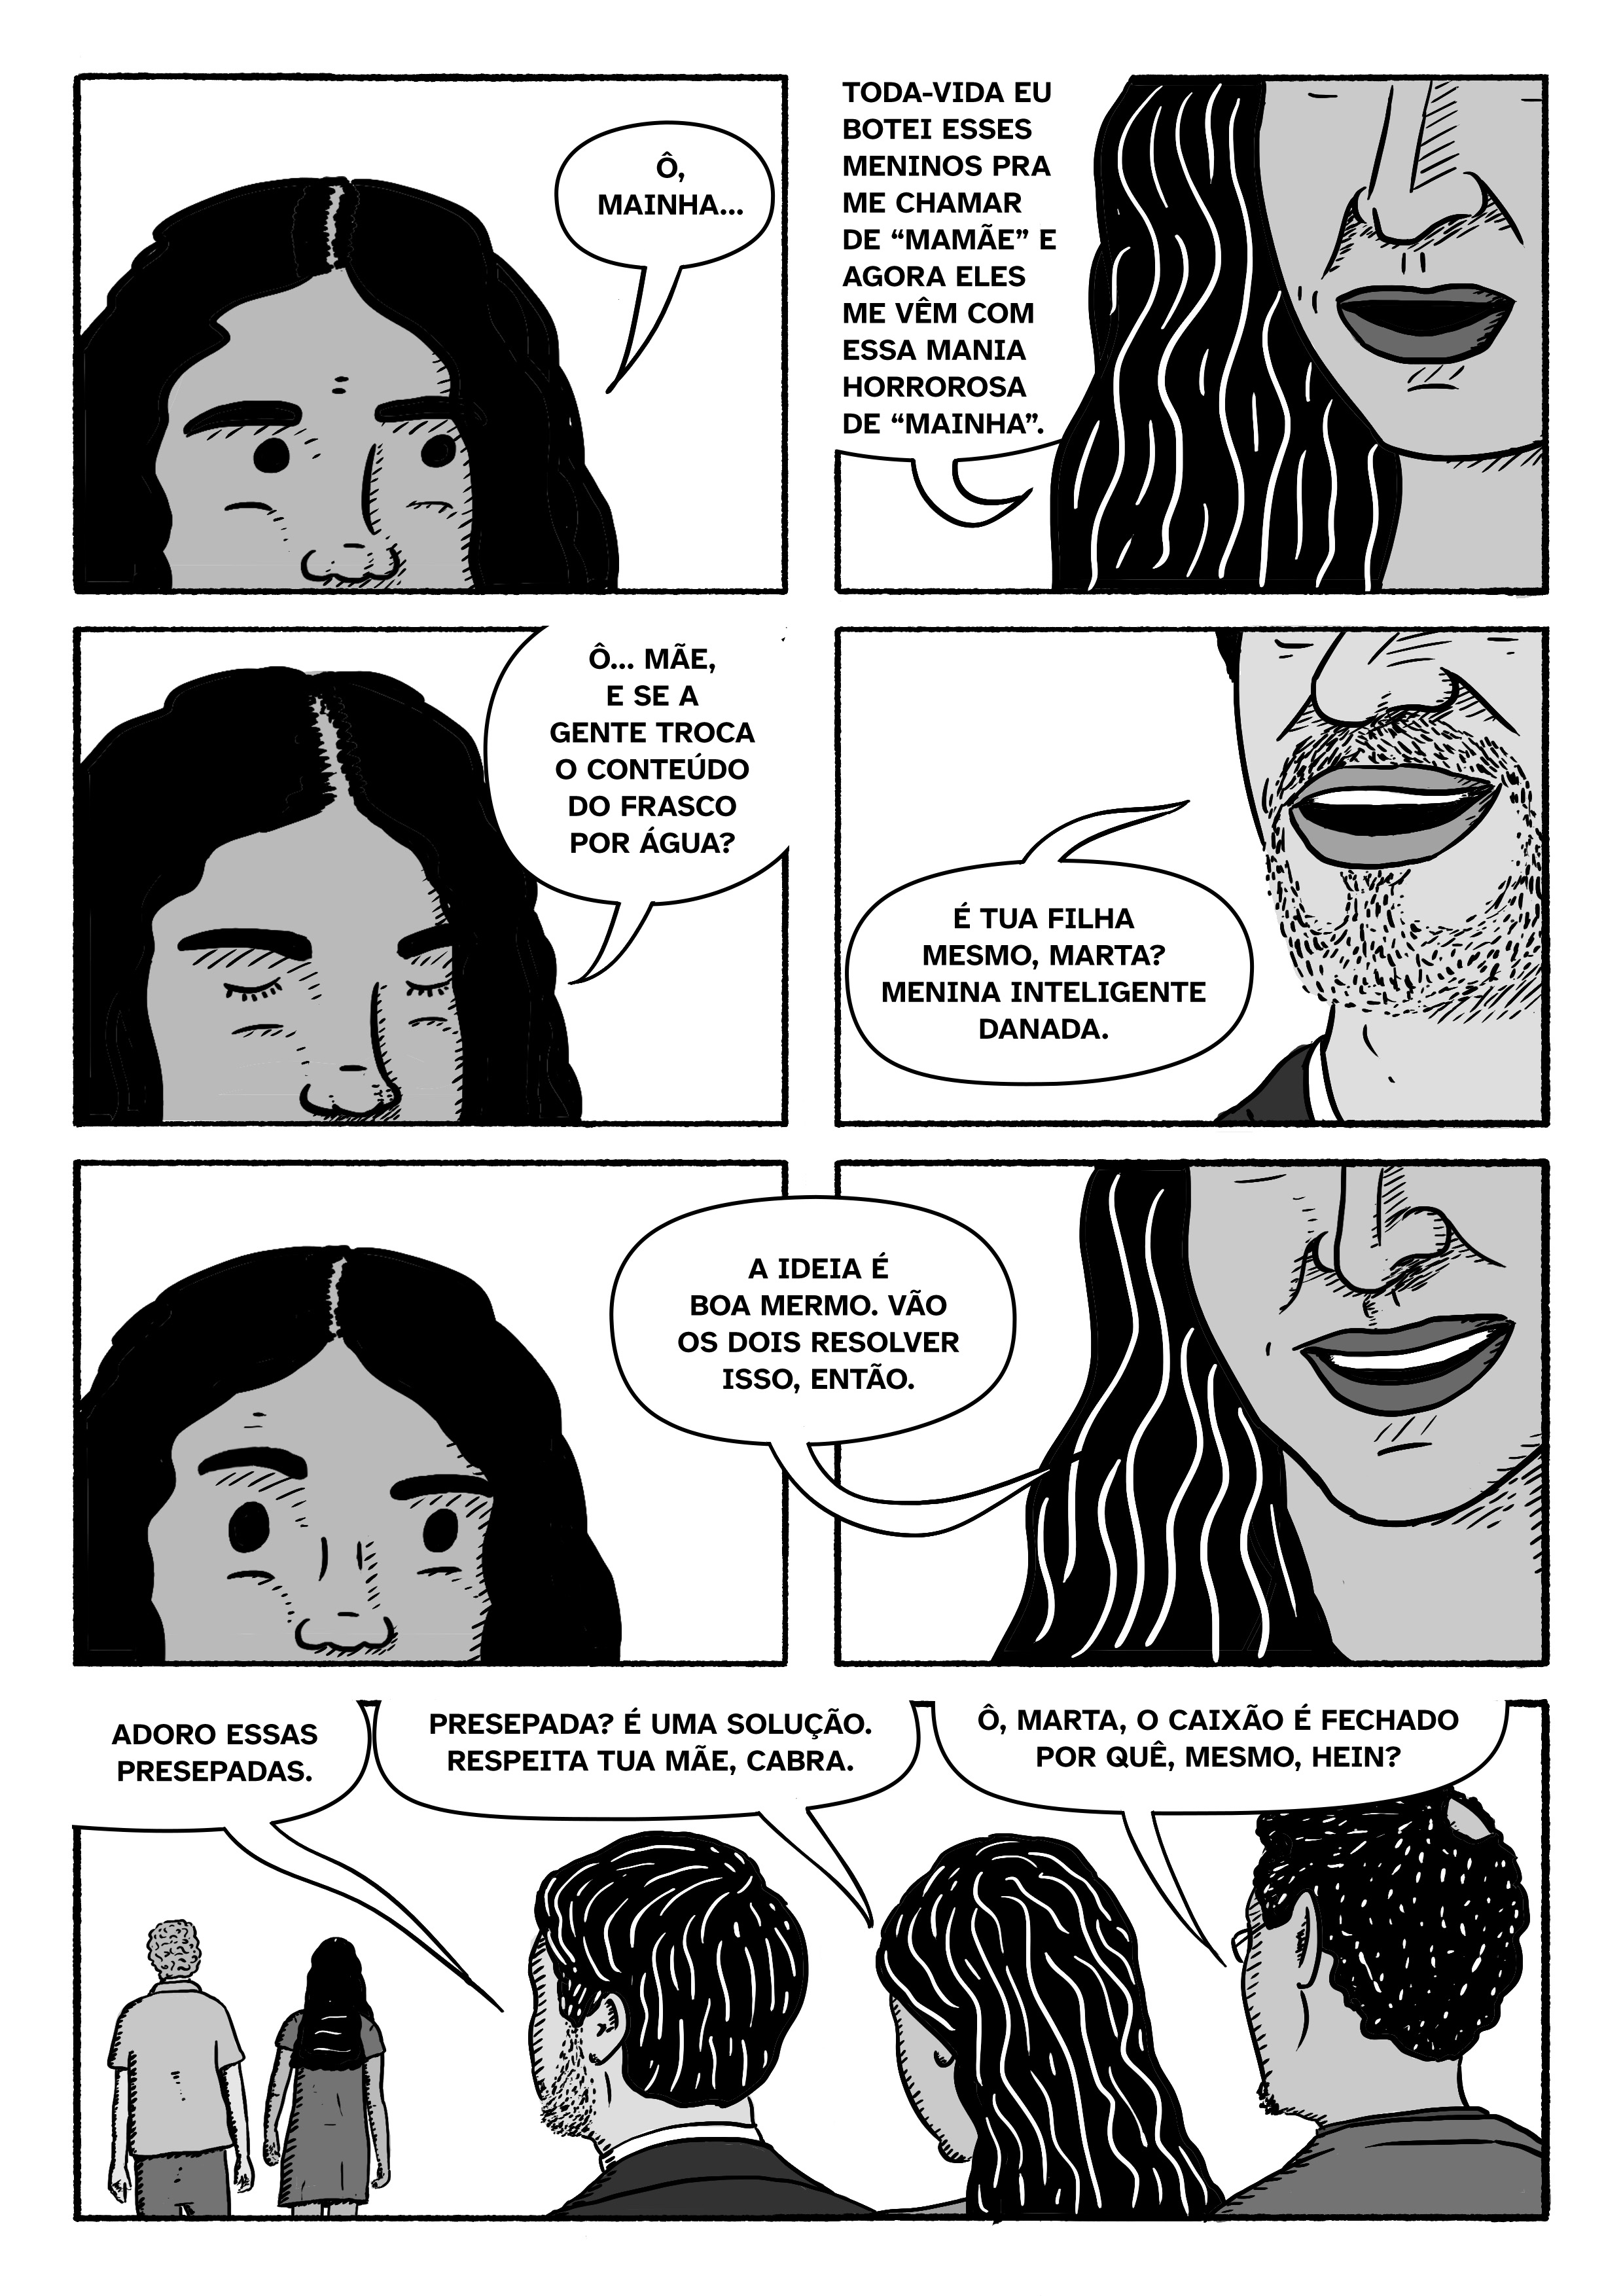 Ô,
MAINHA...
TODA-VIDA EU
BOTEI ESSES
MENINOS PRA
ME CHAMAR
DE “MAMÃE” E
AGORA ELES
ME VÊM COM
ESSA MANIA
HORROROSA
DE “MAINHA”.
Ô... MÃE,
E SE A
GENTE TROCA
O CONTEÚDO
DO FRASCO
POR ÁGUA?
É TUA FILHA
MESMO, MARTA?
MENINA INTELIGENTE
DANADA.
A IDEIA É
BOA MERMO. VÃO
OS DOIS RESOLVER
ISSO, ENTÃO.
ADORO ESSAS
PRESEPADAS.
PRESEPADA? É UMA SOLUÇÃO.
RESPEITA TUA MÃE, CABRA.
Ô, MARTA, O CAIXÃO É FECHADO
POR QUÊ, MESMO, HEIN?